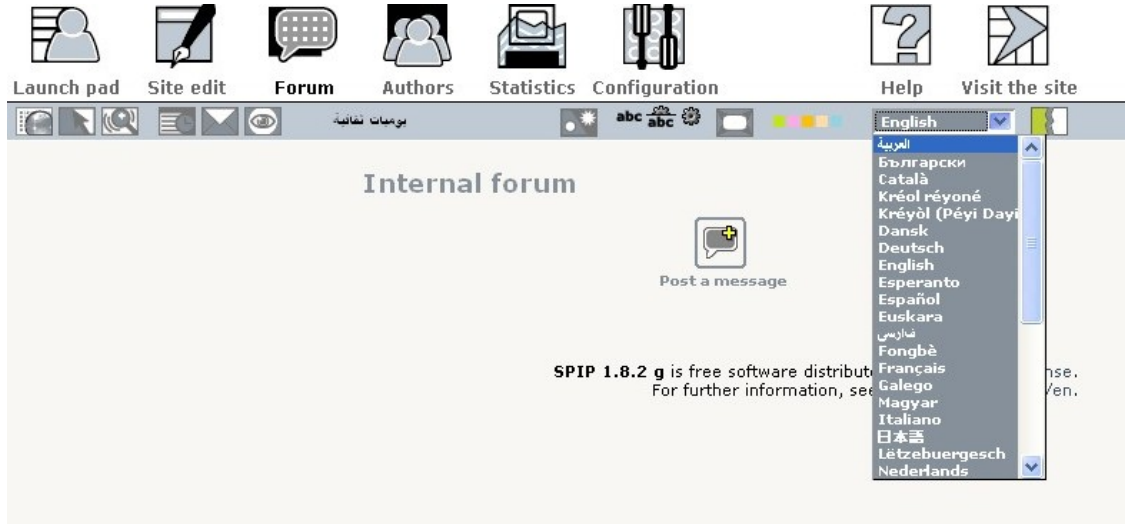 Launch pad Site edit Forum Authors Statistics Configuration Help Visit the site
يوميات ثقافية abc abc English
Internal forum
Post a message
العربية
Български
Català
Kréol réyoné
Kréyòl (Péyi Dayi
Dansk
Deutsch
English
Esperanto
Español
Euskara
فارسى
Fongbè
Français
Galego
Magyar
Italiano
日本語
Lëtzebuergesch
Nederlands
SPIP 1.8.2 g is free software distribut nse.
For further information, see /en.